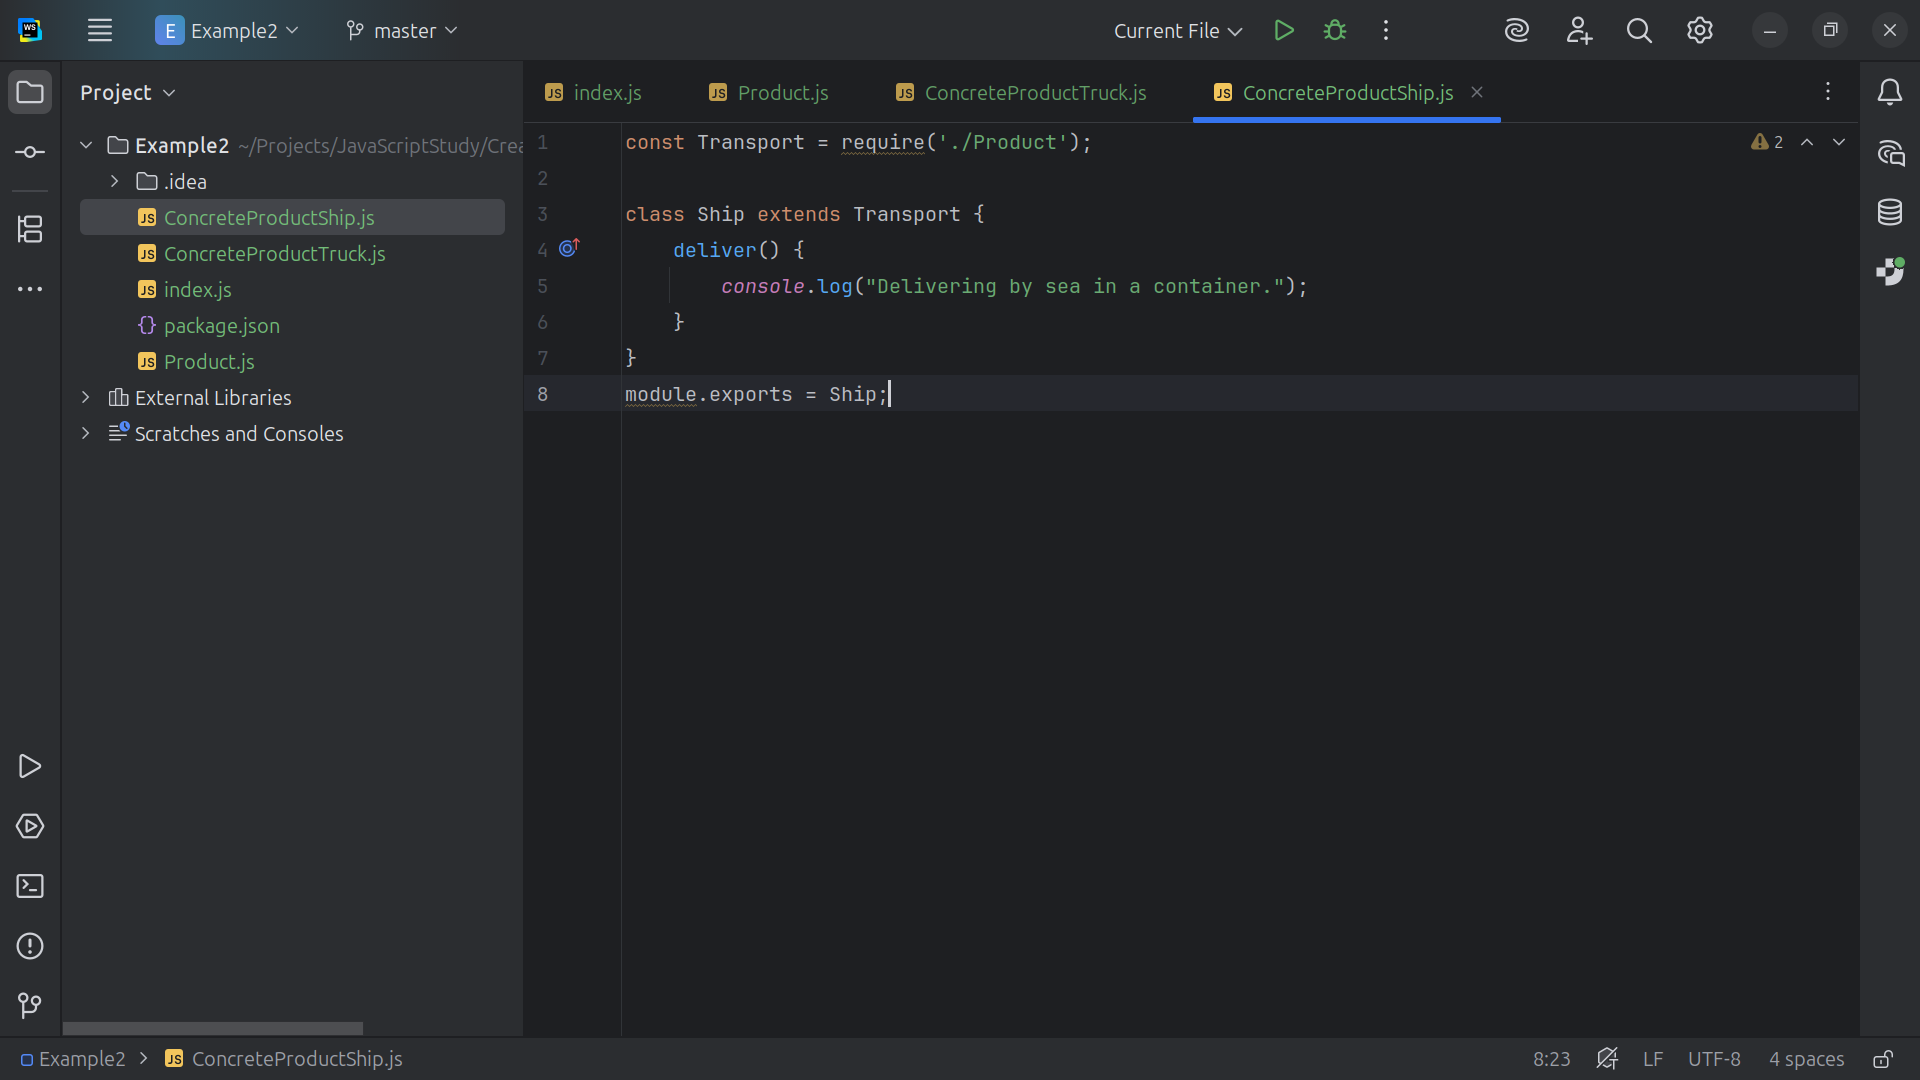 WS
E Example2
master
Current File
Project
Example2 ~/Projects/JavaScriptStudy/Crea
.idea
JS ConcreteProductShip.js
JS ConcreteProductTruck.js
JS index.js
{} package.json
JS Product.js
External Libraries
Scratches and Consoles
JS index.js
JS Product.js
JS ConcreteProductTruck.js
JS ConcreteProductShip.js
2
1 const Transport = require('./Product');
2
3 class Ship extends Transport {
4     deliver() {
5         console.log("Delivering by sea in a container.");
6     }
7 }
8 module.exports = Ship;
Example2 > JS ConcreteProductShip.js
8:23
LF
UTF-8
4 spaces